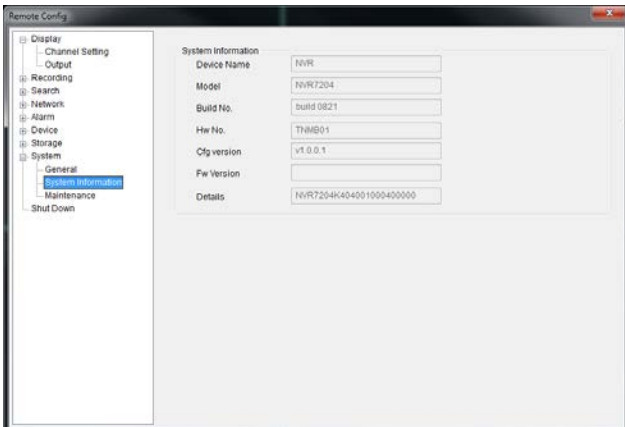 Remote Config
Display
Channel Setting
Output
Recording
Search
Network
Alarm
Device
Storage
System
General
System Information
Maintenance
Shut Down
System Information
Device Name NVR
Model NVR7204
Build No. build 0821
Hw No. TNMB01
Cfg version v1.0.0.1
Fw Version
Details NVR7204K404001000400000